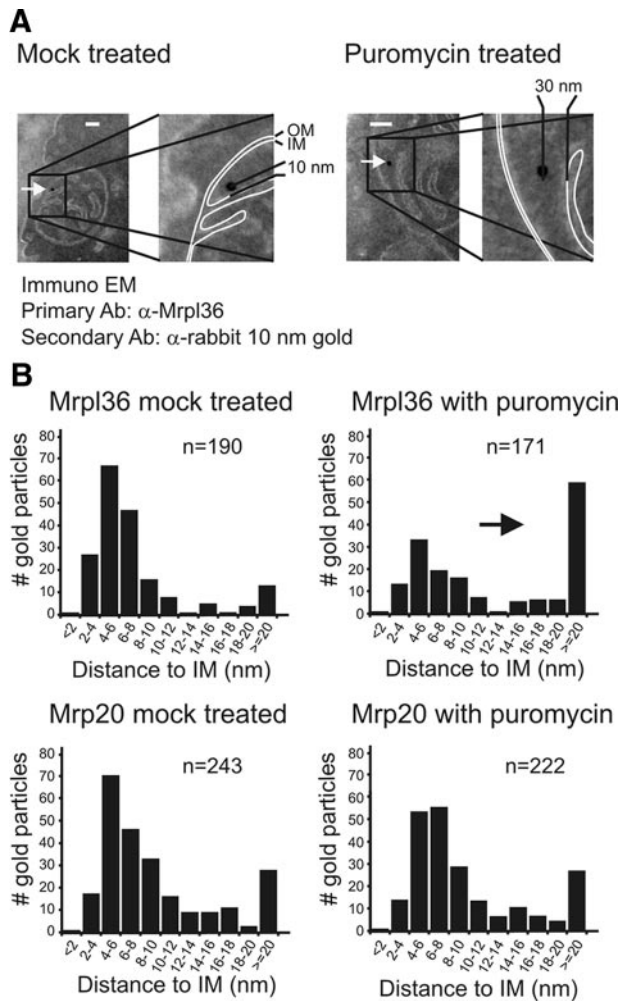 A
Mock treated
Puromycin treated
30 nm
OM
IM
10 nm
Immuno EM
Primary Ab: α-Mrpl36
Secondary Ab: α-rabbit 10 nm gold
B
Mrpl36 mock treated
n=190
# gold particles
80
70
60
50
40
30
20
10
0
<2
2-4
4-6
6-8
8-10
10-12
12-14
14-16
16-18
18-20
>=20
Distance to IM (nm)
Mrpl36 with puromycin
n=171
# gold particles
80
70
60
50
40
30
20
10
0
<2
2-4
4-6
6-8
8-10
10-12
12-14
14-16
16-18
18-20
>=20
Distance to IM (nm)
Mrp20 mock treated
n=243
# gold particles
80
70
60
50
40
30
20
10
0
<2
2-4
4-6
6-8
8-10
10-12
12-14
14-16
16-18
18-20
>=20
Distance to IM (nm)
Mrp20 with puromycin
n=222
# gold particles
80
70
60
50
40
30
20
10
0
<2
2-4
4-6
6-8
8-10
10-12
12-14
14-16
16-18
18-20
>=20
Distance to IM (nm)